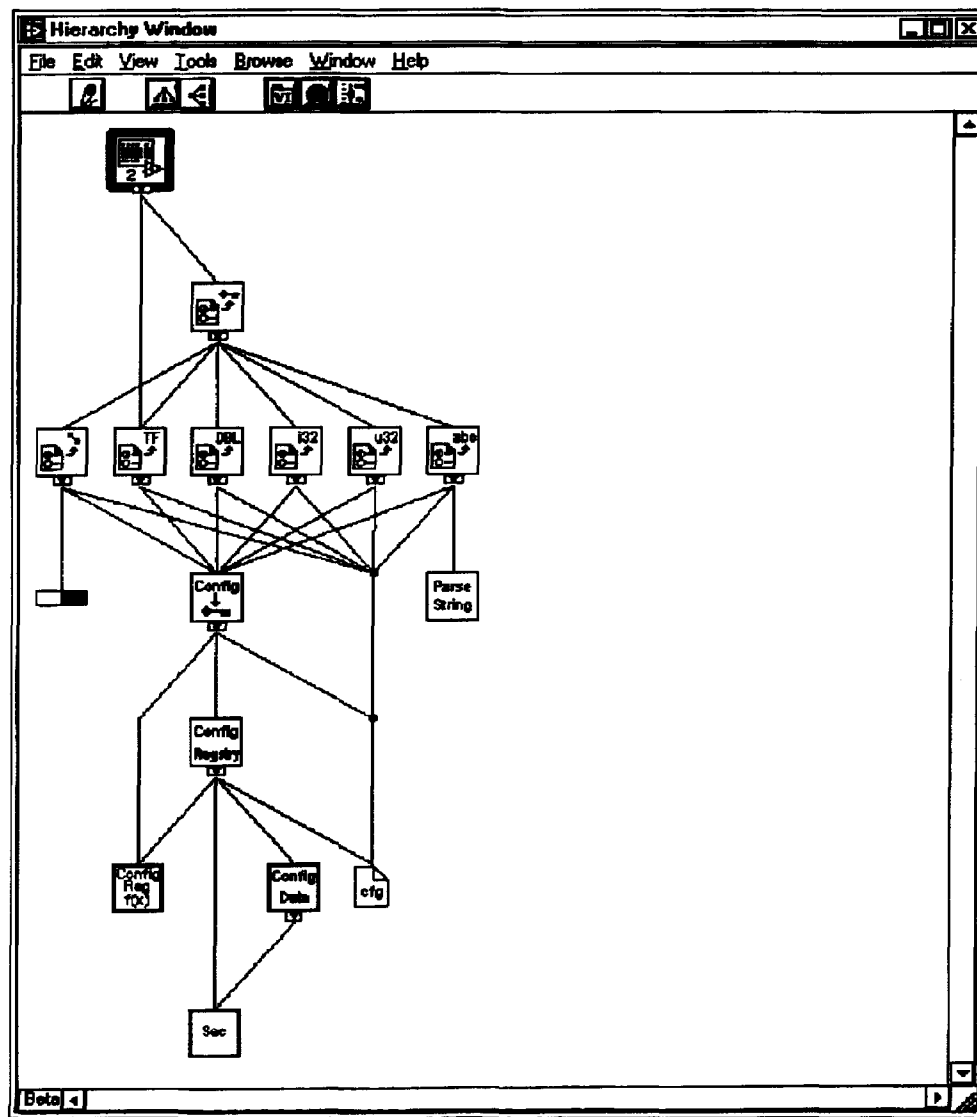 Hierarchy Window
File Edit View Tools Browse Window Help
VI
2
TF
DBL
I32
U32
abc
Config
Parse
String
Config
Registry
Config
Reg
f(x)
Config
Data
cfg
Sec
Beta